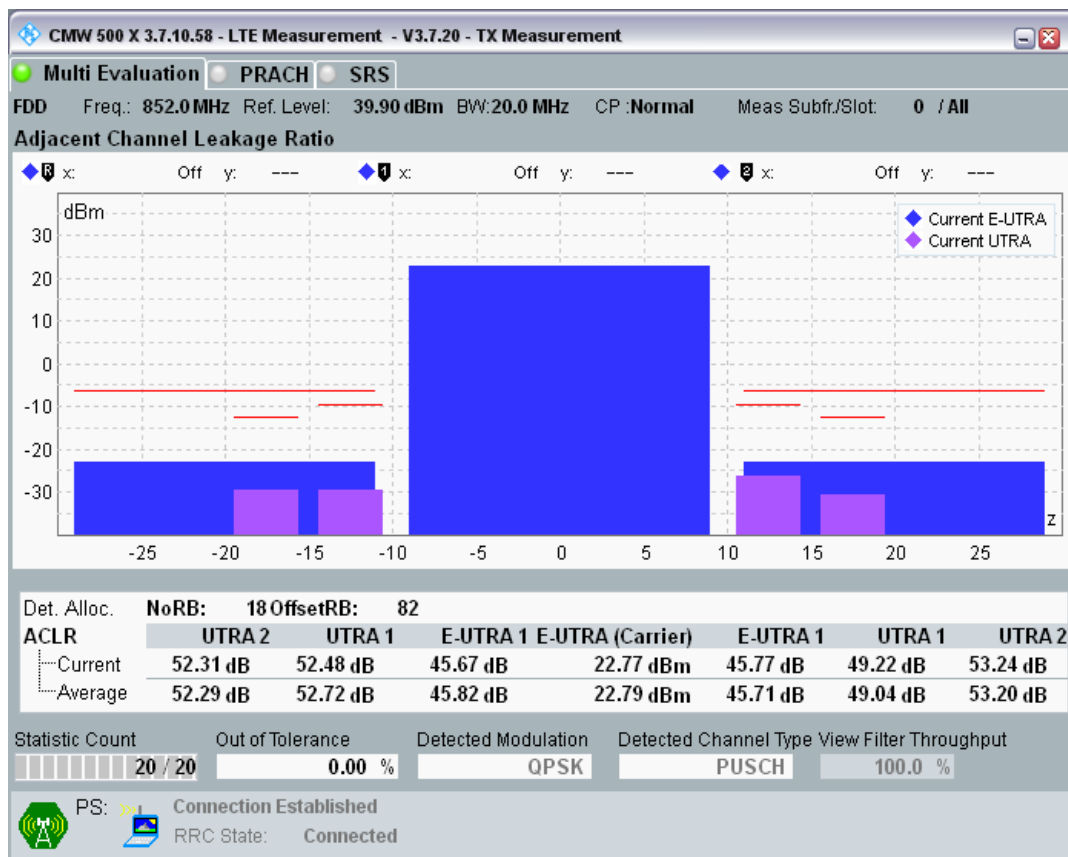 CMW 500 X 3.7.10.58 - LTE Measurement - V3.7.20 - TX Measurement
Multi Evaluation PRACH SRS
FDD Freq.: 852.0 MHz Ref. Level: 39.90 dBm BW:20.0 MHz CP :Normal Meas Subfr./Slot: 0 / All
Adjacent Channel Leakage Ratio
R x: Off y: --- 1 x: Off y: --- 2 x: Off y: ---
dBm
Current E-UTRA
Current UTRA
30
20
10
0
-10
-20
-30
z
-25 -20 -15 -10 -5 0 5 10 15 20 25
Det. Alloc. NoRB: 18 OffsetRB: 82
ACLR UTRA 2 UTRA 1 E-UTRA 1 E-UTRA (Carrier) E-UTRA 1 UTRA 1 UTRA 2
Current 52.31 dB 52.48 dB 45.67 dB 22.77 dBm 45.77 dB 49.22 dB 53.24 dB
Average 52.29 dB 52.72 dB 45.82 dB 22.79 dBm 45.71 dB 49.04 dB 53.20 dB
Statistic Count Out of Tolerance Detected Modulation Detected Channel Type View Filter Throughput
20 / 20 0.00 % QPSK PUSCH 100.0 %
PS: Connection Established
RRC State: Connected